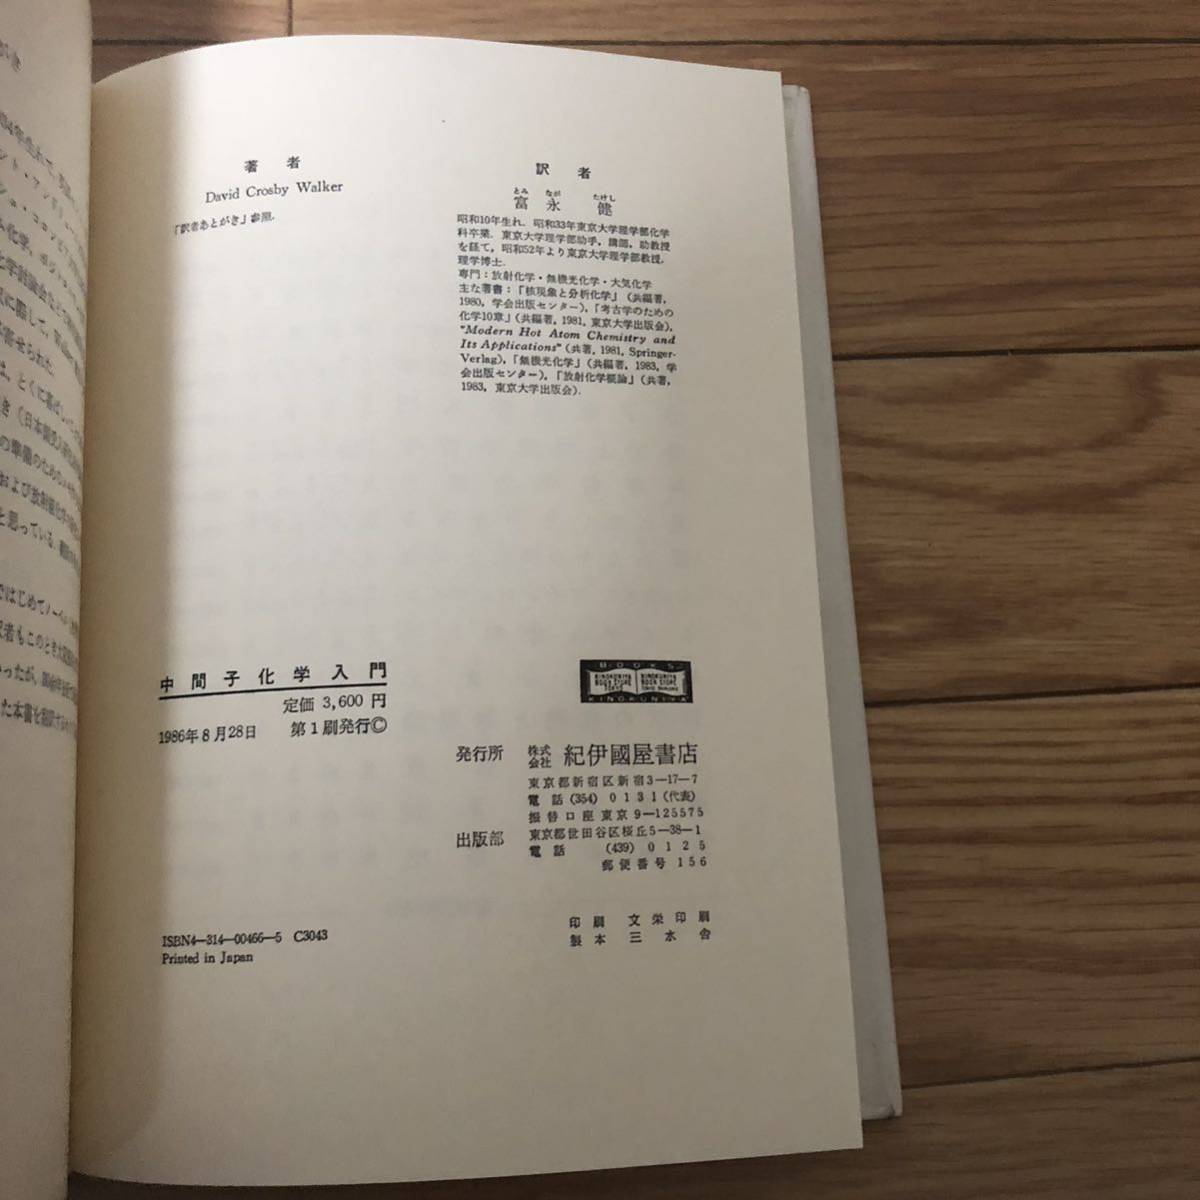 著者
David Crosby Walker
「訳者あとがき」参照.
訳者
とみ なが たけし
富永 健
昭和10年生れ. 昭和33年東京大学理学部化学
科卒業. 東京大学理学部助手, 講師, 助教授
を経て, 昭和52年より東京大学理学部教授.
理学博士.
専門：放射化学・無機光化学・大気化学
主な著書：「核現象と分析化学」(共編著,
1980, 学会出版センター),「考古学のための
化学10章」(共編著, 1981, 東京大学出版会),
"Modern Hot Atom Chemistry and
Its Applications" (共著, 1981, Springer-
Verlag),「無機光化学」(共編著, 1983, 学
会出版センター),「放射化学概論」(共著,
1983, 東京大学出版会).
中間子化学入門
定価 3,600 円
1986年8月28日 第1刷発行©
BOOKS
KINOKUNIYA BOOK STORE TOKYO
KINOKUNIYA
発行所 株式会社 紀伊國屋書店
東京都新宿区新宿3—17—7
電話 (354) 0131 (代表)
振替口座 東京 9—125575
出版部 東京都世田谷区桜丘5—38—1
電話 (439) 0125
郵便番号 156
印刷 文栄印刷
製本 三水舎
ISBN4—314—00466—5 C3043
Printed in Japan